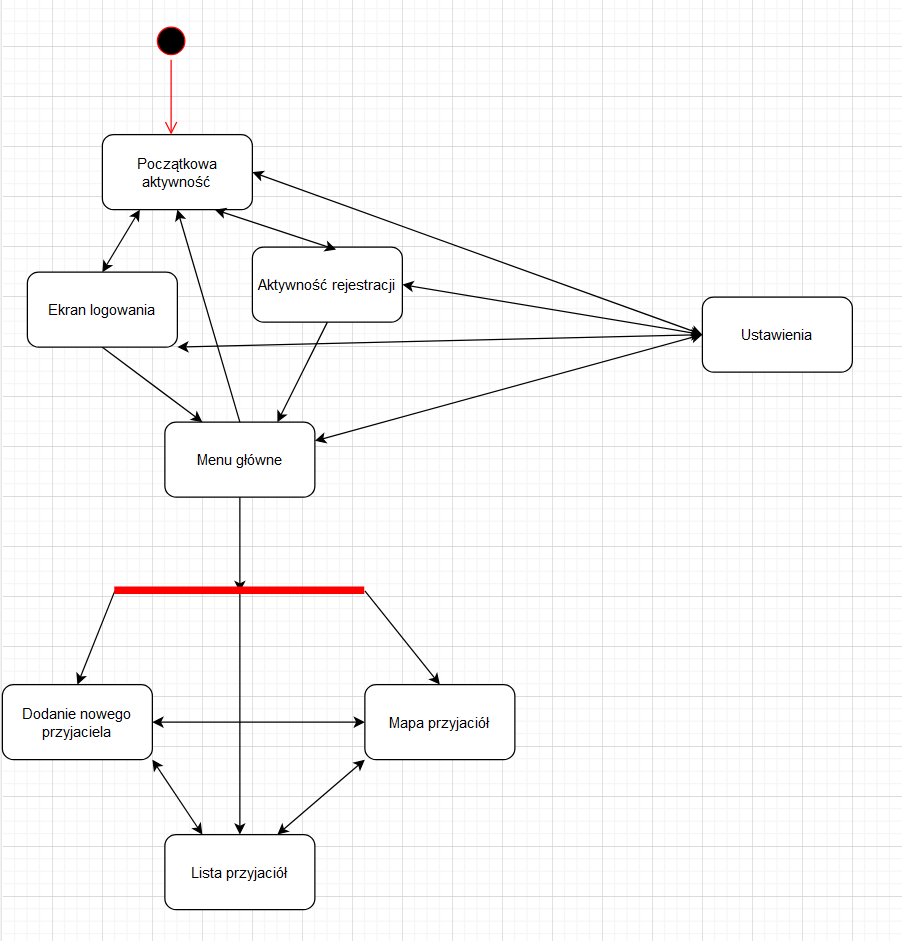 Początkowa
aktywność
Aktywność rejestracji
Ekran logowania
Ustawienia
Menu główne
Dodanie nowego
przyjaciela
Mapa przyjaciół
Lista przyjaciół